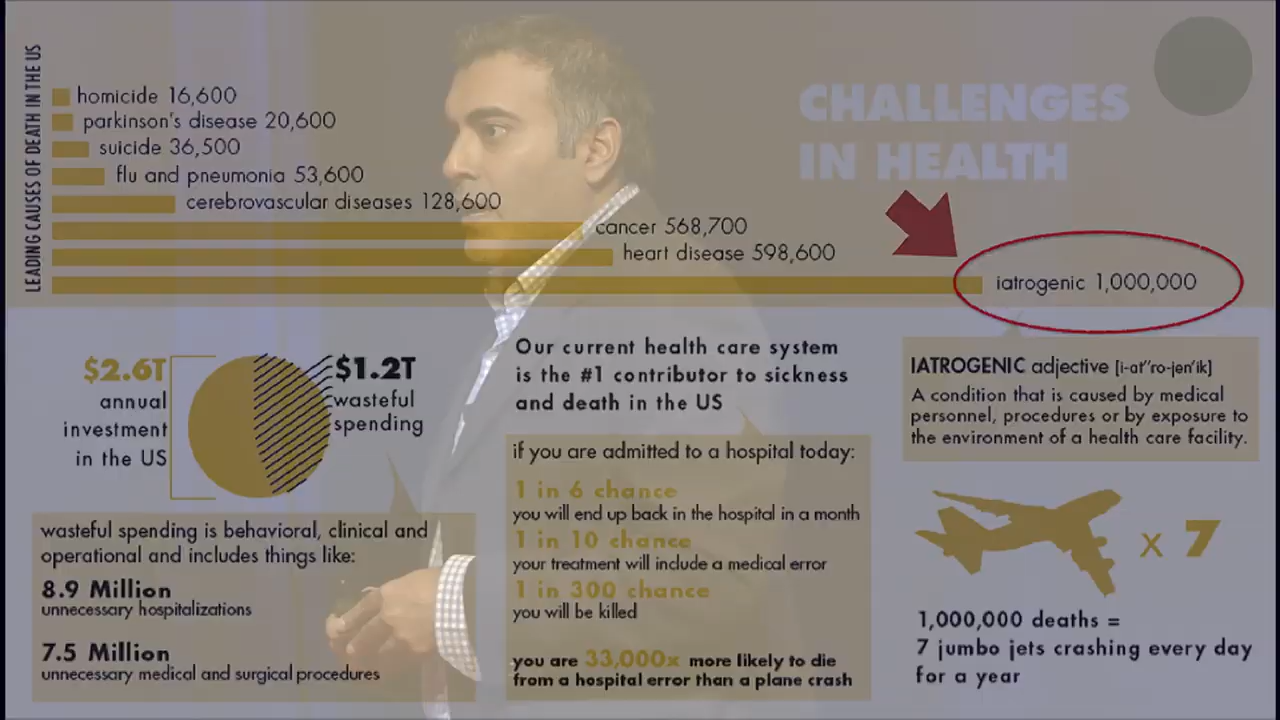 LEADING CAUSES OF DEATH IN THE US
homicide 16,600
parkinson's disease 20,600
suicide 36,500
flu and pneumonia 53,600
cerebrovascular diseases 128,600
cancer 568,700
heart disease 598,600
iatrogenic 1,000,000
CHALLENGES
IN HEALTH
$2.6T
annual
investment
in the US
$1.2T
wasteful
spending
wasteful spending is behavioral, clinical and
operational and includes things like:
8.9 Million
unnecessary hospitalizations
7.5 Million
unnecessary medical and surgical procedures
Our current health care system
is the #1 contributor to sickness
and death in the US
if you are admitted to a hospital today:
1 in 6 chance
you will end up back in the hospital in a month
1 in 10 chance
your treatment will include a medical error
1 in 300 chance
you will be killed
you are 33,000x more likely to die
from a hospital error than a plane crash
IATROGENIC adjective [i-at"ro-jen'ik]
A condition that is caused by medical
personnel, procedures or by exposure to
the environment of a health care facility.
x 7
1,000,000 deaths =
7 jumbo jets crashing every day
for a year